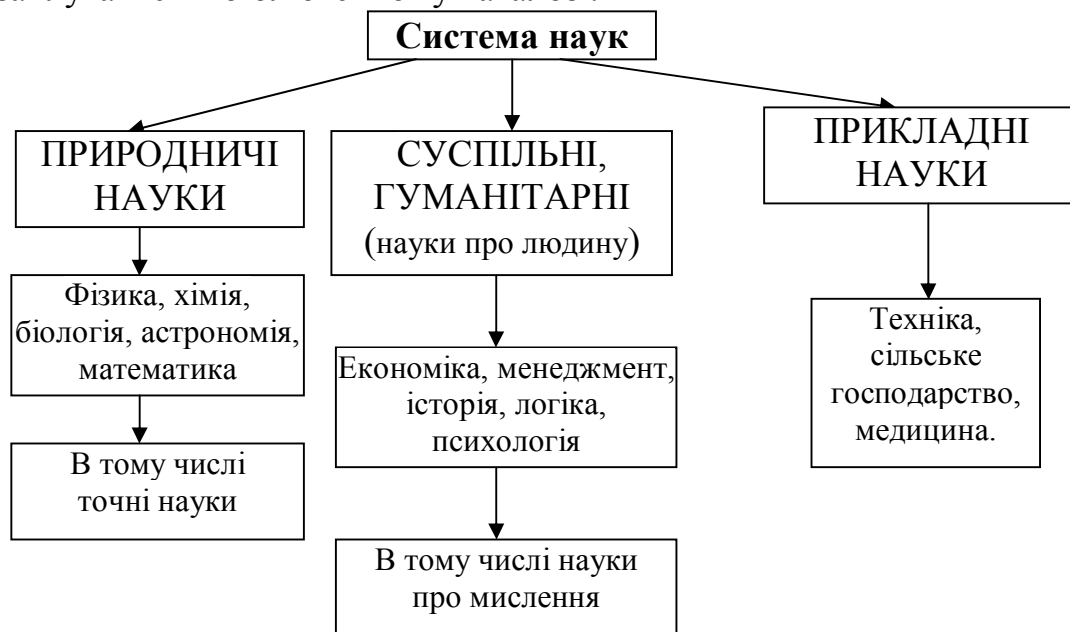 Система наук
ПРИРОДНИЧІ
НАУКИ
СУСПІЛЬНІ,
ГУМАНІТАРНІ
(науки про людину)
ПРИКЛАДНІ
НАУКИ
Фізика, хімія,
біологія, астрономія,
математика
Економіка, менеджмент,
історія, логіка,
психологія
Техніка,
сільське
господарство,
медицина.
В тому числі
точні науки
В тому числі науки
про мислення